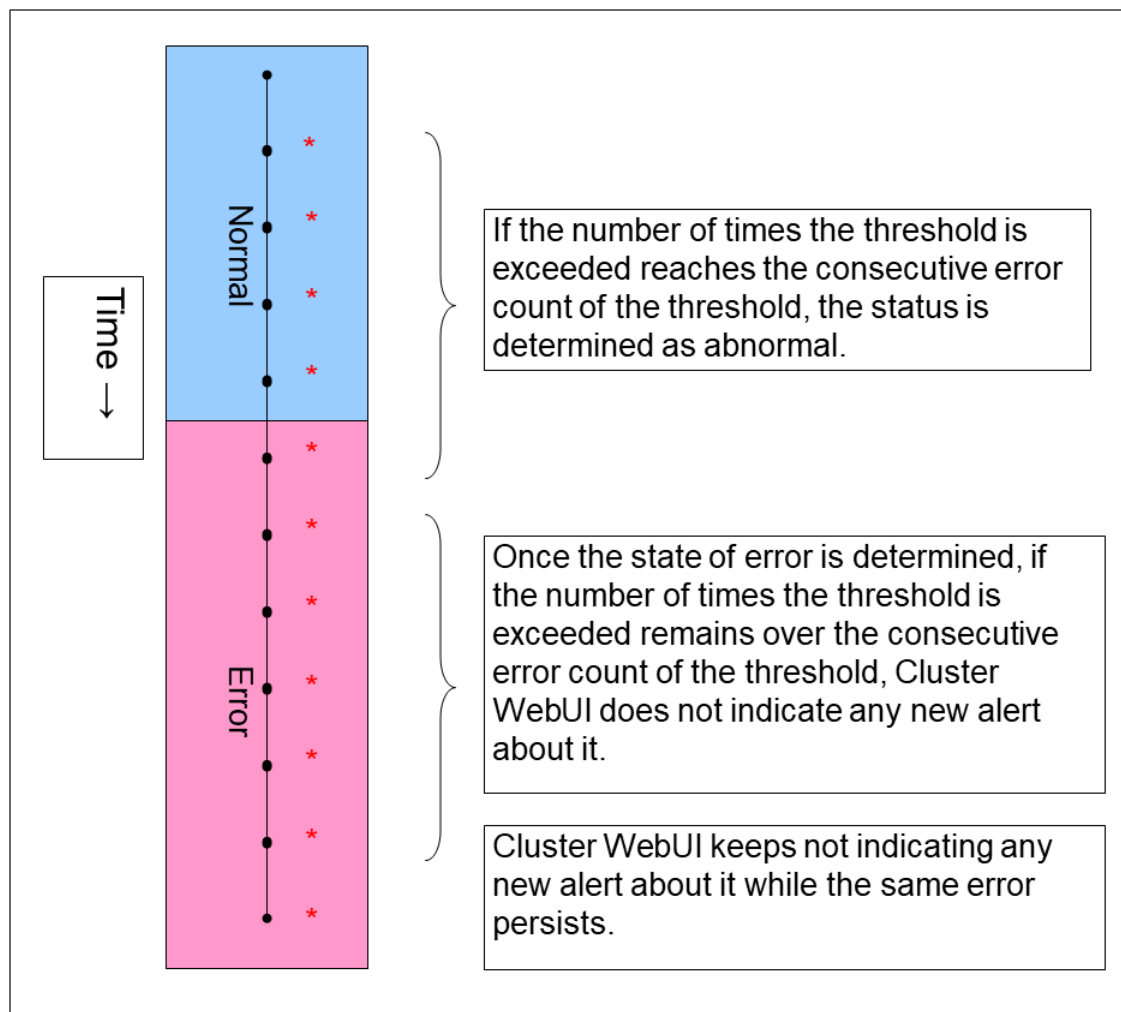 Time →
Normal
*
*
*
*
Error
*
*
*
*
*
*
*
If the number of times the threshold is
exceeded reaches the consecutive error
count of the threshold, the status is
determined as abnormal.
Once the state of error is determined, if
the number of times the threshold is
exceeded remains over the consecutive
error count of the threshold, Cluster
WebUI does not indicate any new alert
about it.
Cluster WebUI keeps not indicating any
new alert about it while the same error
persists.